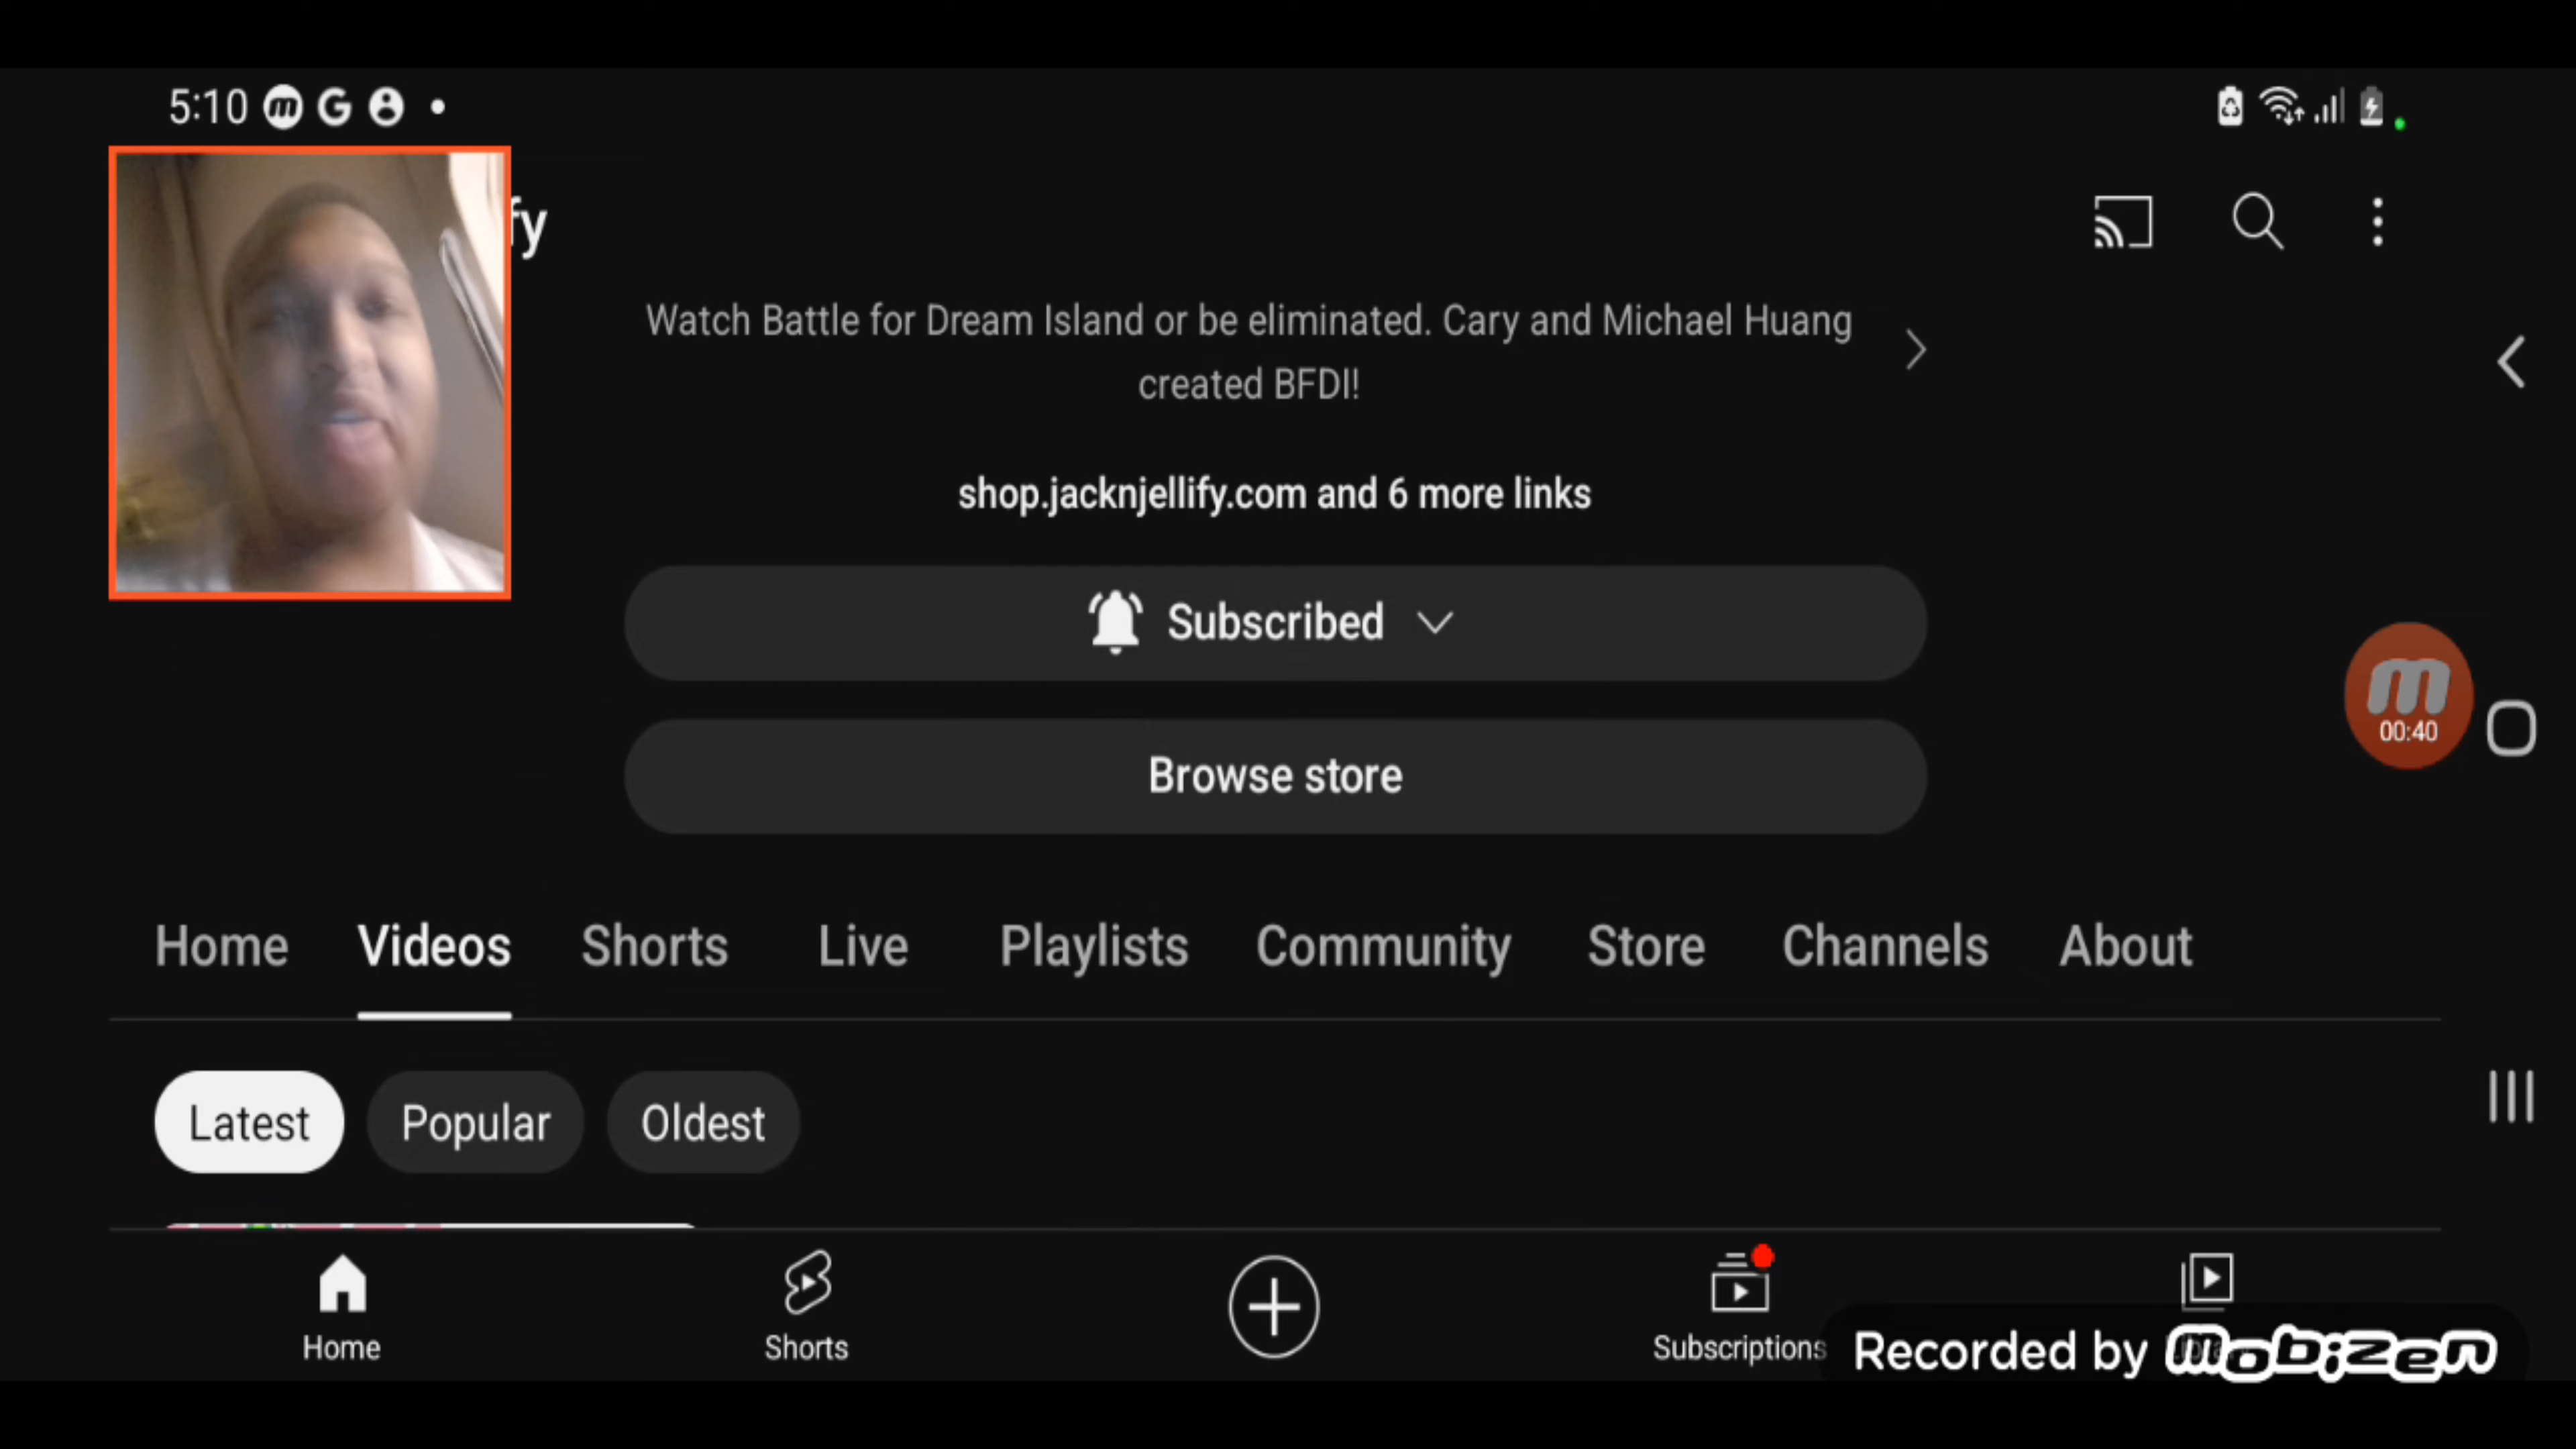 5:10
fy
Watch Battle for Dream Island or be eliminated. Cary and Michael Huang
created BFDI!
shop.jacknjellify.com and 6 more links
Subscribed
Browse store
m
00:40
Home Videos Shorts Live Playlists Community Store Channels About
Latest Popular Oldest
Home Shorts Subscriptions
Recorded by mobizen